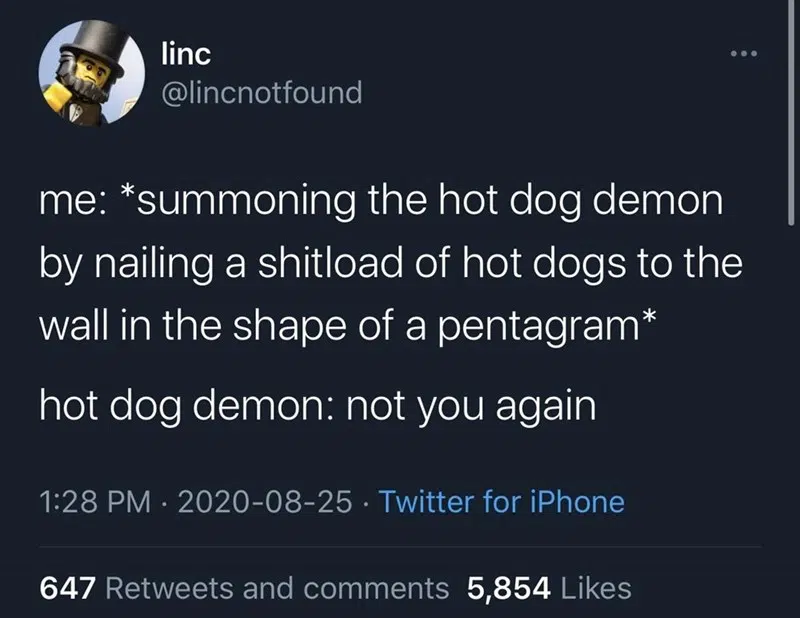 linc
@lincnotfound
me: *summoning the hot dog demon
by nailing a shitload of hot dogs to the
wall in the shape of a pentagram*
hot dog demon: not you again
1:28 PM · 2020-08-25 · Twitter for iPhone
647 Retweets and comments 5,854 Likes